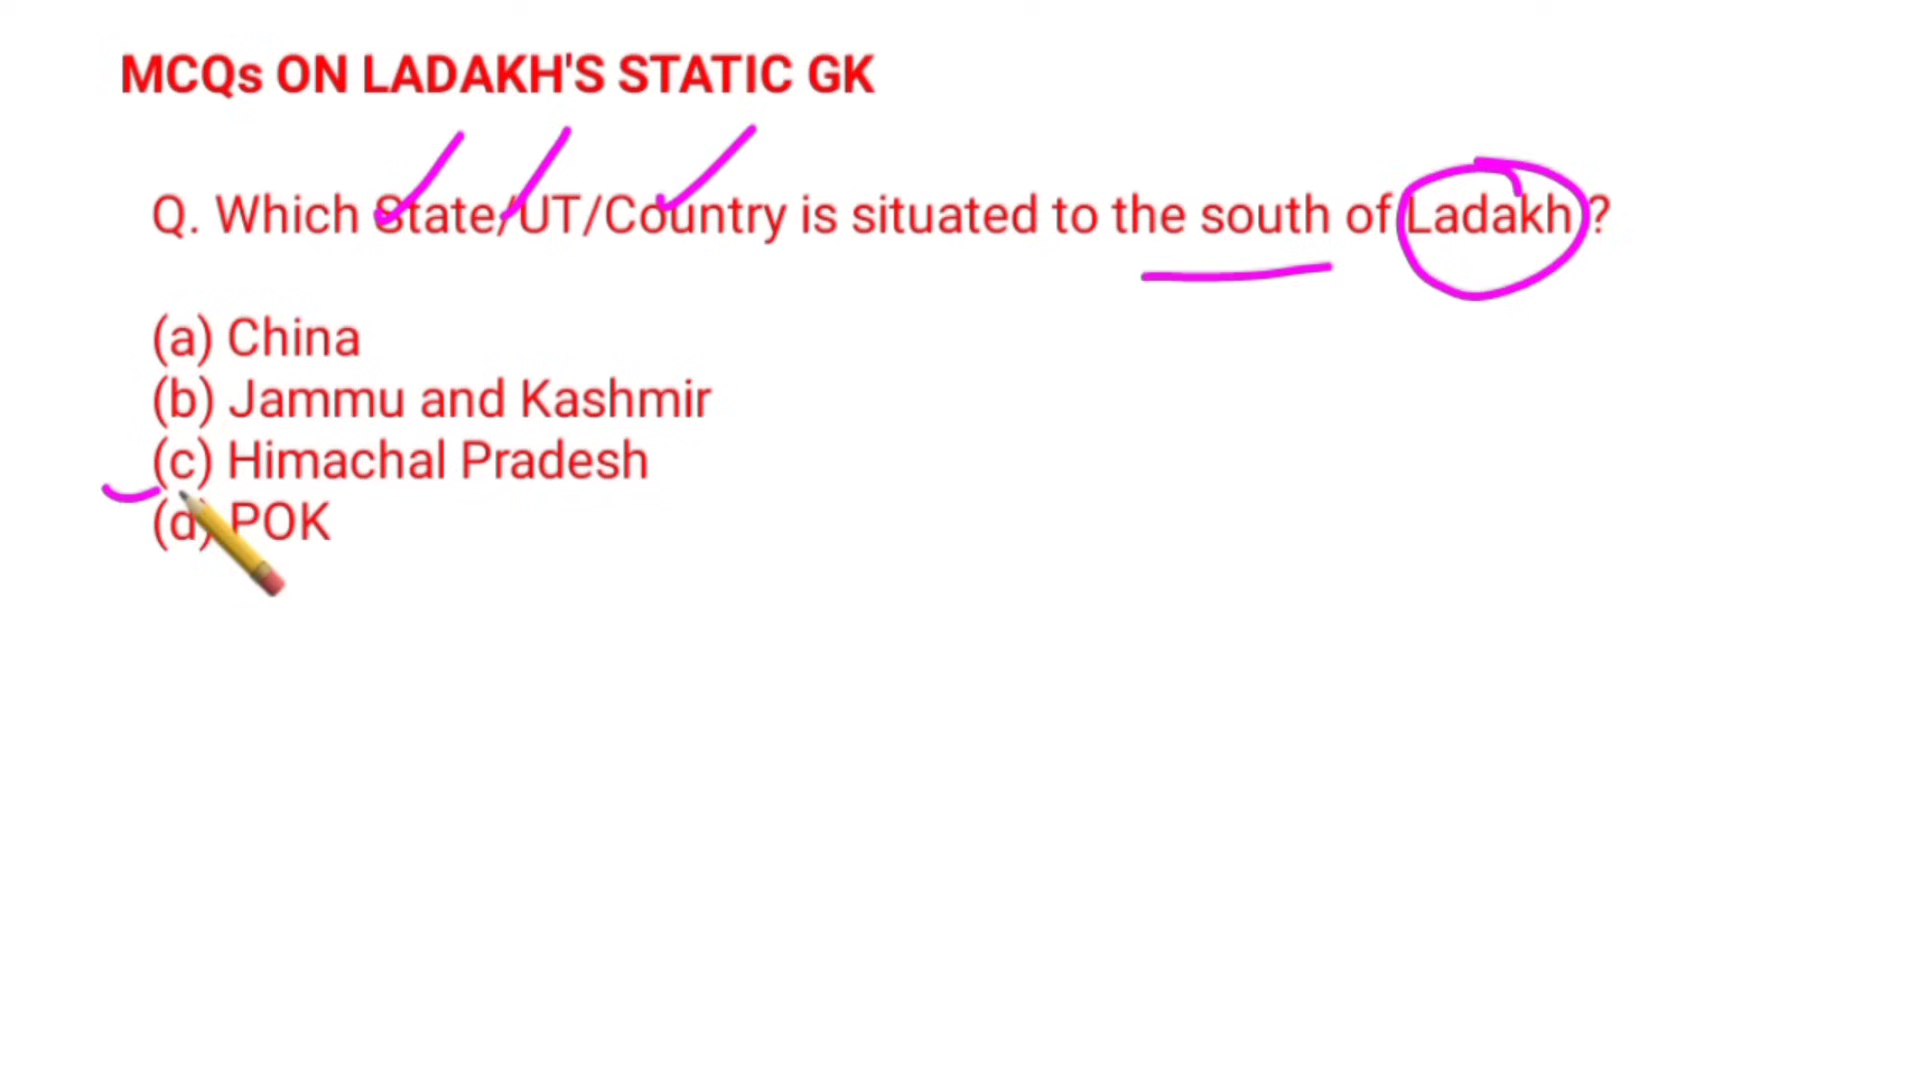 MCQs ON LADAKH'S STATIC GK
Q. Which State/UT/Country is situated to the south of Ladakh ?
(a) China
(b) Jammu and Kashmir
(c) Himachal Pradesh
(d) POK